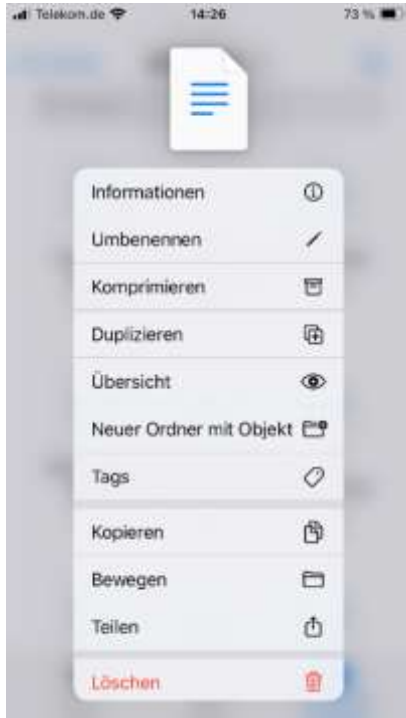 Telekom.de 14:26 73 %
Informationen
Umbenennen
Komprimieren
Duplizieren
Übersicht
Neuer Ordner mit Objekt
Tags
Kopieren
Bewegen
Teilen
Löschen